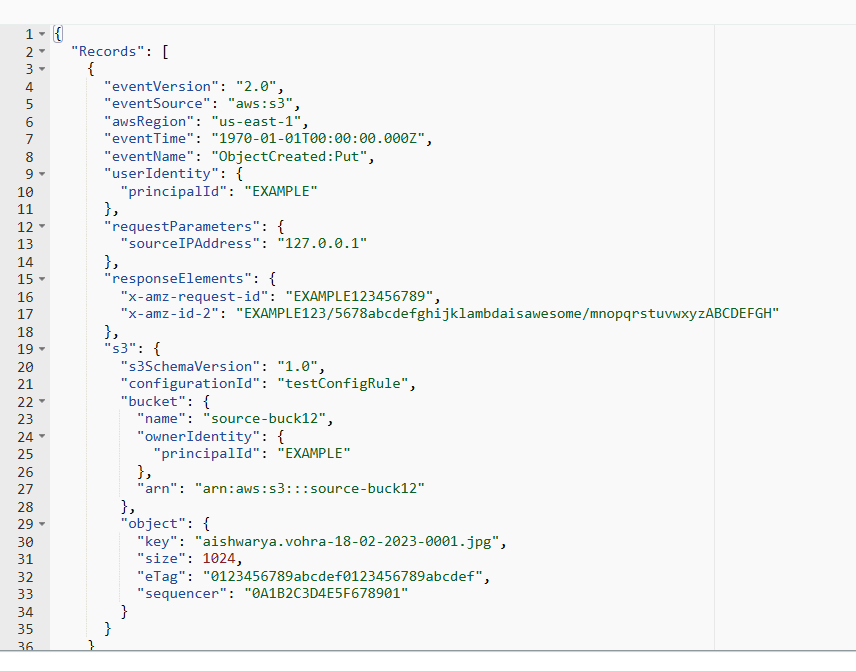 1 {
2 "Records": [
3 {
4 "eventVersion": "2.0",
5 "eventSource": "aws:s3",
6 "awsRegion": "us-east-1",
7 "eventTime": "1970-01-01T00:00:00.000Z",
8 "eventName": "ObjectCreated:Put",
9 "userIdentity": {
10 "principalId": "EXAMPLE"
11 },
12 "requestParameters": {
13 "sourceIPAddress": "127.0.0.1"
14 },
15 "responseElements": {
16 "x-amz-request-id": "EXAMPLE123456789",
17 "x-amz-id-2": "EXAMPLE123/5678abcdefghijklambdaisawesome/mnopqrstuvwxyzABCDEFGH"
18 },
19 "s3": {
20 "s3SchemaVersion": "1.0",
21 "configurationId": "testConfigRule",
22 "bucket": {
23 "name": "source-buck12",
24 "ownerIdentity": {
25 "principalId": "EXAMPLE"
26 },
27 "arn": "arn:aws:s3:::source-buck12"
28 },
29 "object": {
30 "key": "aishwarya.vohra-18-02-2023-0001.jpg",
31 "size": 1024,
32 "eTag": "0123456789abcdef0123456789abcdef",
33 "sequencer": "0A1B2C3D4E5F678901"
34 }
35 }
36 }